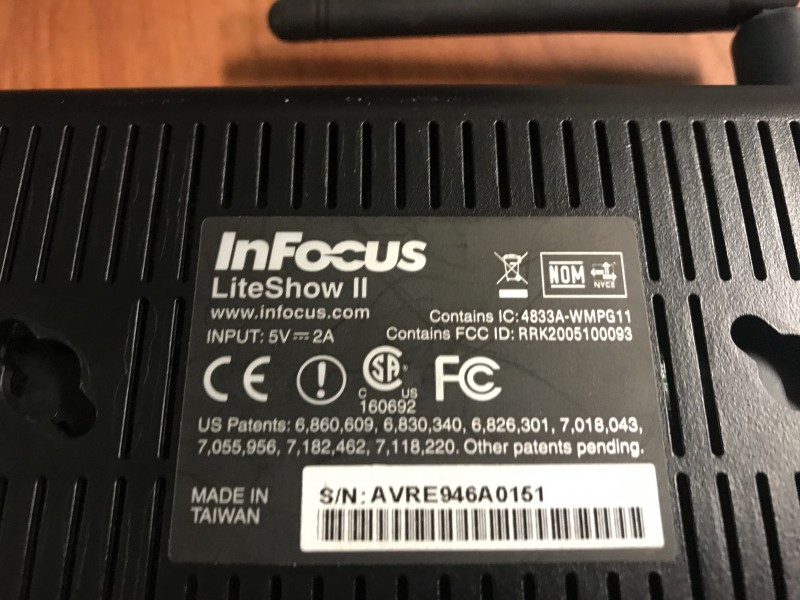 InFocus
LiteShow II
www.infocus.com
INPUT: 5V⎓2A
NOM
NYCE
Contains IC: 4833A-WMPG11
Contains FCC ID: RRK2005100093
CE
SA
C US
160692
FC
US Patents: 6,860,609, 6,830,340, 6,826,301, 7,018,043,
7,055,956, 7,182,462, 7,118,220. Other patents pending.
MADE IN
TAIWAN
S/N: AVRE946A0151